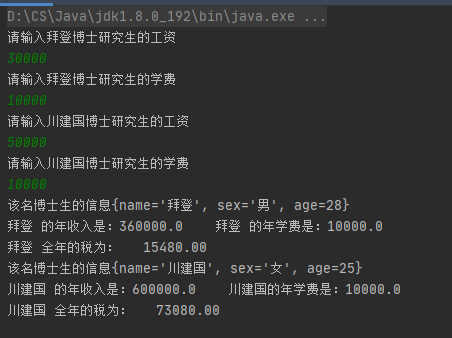 D:\CS\Java\jdk1.8.0_192\bin\java.exe ...
请输入拜登博士研究生的工资
30000
请输入拜登博士研究生的学费
10000
请输入川建国博士研究生的工资
50000
请输入川建国博士研究生的学费
10000
该名博士生的信息{name='拜登', sex='男', age=28}
拜登 的年收入是：360000.0    拜登 的年学费是：10000.0
拜登 全年的税为：   15480.00
该名博士生的信息{name='川建国', sex='女', age=25}
川建国 的年收入是：600000.0    川建国的年学费是：10000.0
川建国 全年的税为：   73080.00